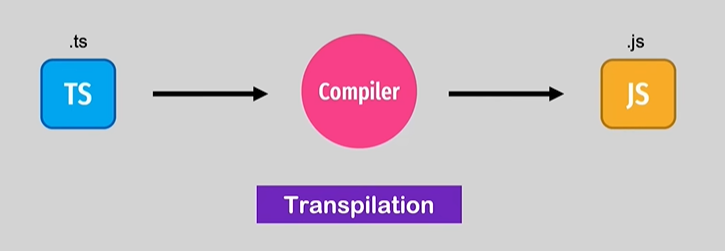 .ts
.js
TS
Compiler
JS
Transpilation